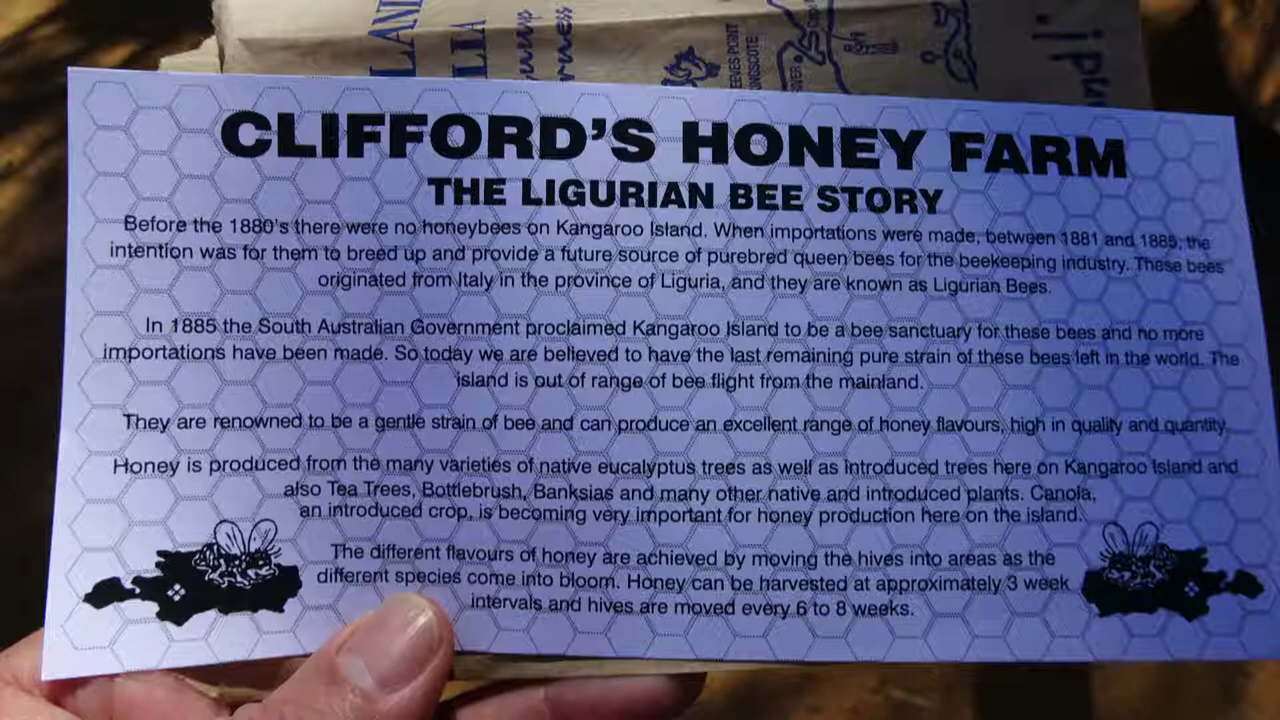 LAND
LIA
rness
EEVES POINT
NGSCOTE
CLIFFORD'S HONEY FARM
THE LIGURIAN BEE STORY
Before the 1880's there were no honeybees on Kangaroo Island. When importations were made, between 1881 and 1885, the
intention was for them to breed up and provide a future source of purebred queen bees for the beekeeping industry. These bees
originated from Italy in the province of Liguria, and they are known as Ligurian Bees.
In 1885 the South Australian Government proclaimed Kangaroo Island to be a bee sanctuary for these bees and no more
importations have been made. So today we are believed to have the last remaining pure strain of these bees left in the world. The
island is out of range of bee flight from the mainland.
They are renowned to be a gentle strain of bee and can produce an excellent range of honey flavours, high in quality and quantity.
Honey is produced from the many varieties of native eucalyptus trees as well as introduced trees here on Kangaroo Island and
also Tea Trees, Bottlebrush, Banksias and many other native and introduced plants. Canola,
an introduced crop, is becoming very important for honey production here on the island.
The different flavours of honey are achieved by moving the hives into areas as the
different species come into bloom. Honey can be harvested at approximately 3 week
intervals and hives are moved every 6 to 8 weeks.